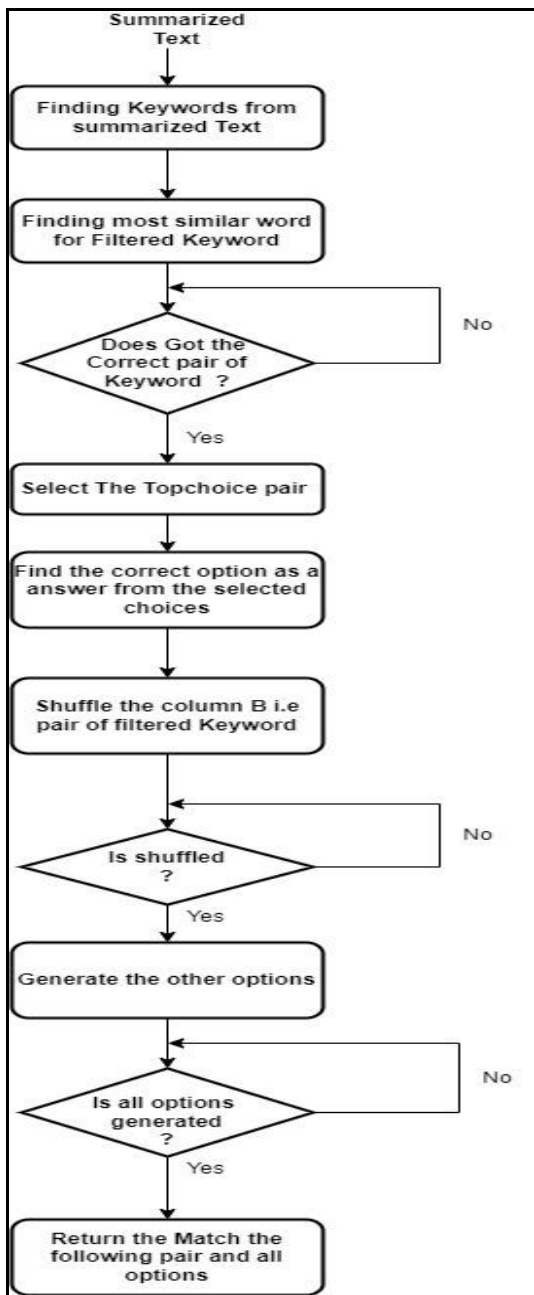 Summarized
Text
Finding Keywords from
summarized Text
Finding most similar word
for Filtered Keyword
No
Does Got the
Correct pair of
Keyword ?
Yes
Select The Topchoice pair
Find the correct option as a
answer from the selected
choices
Shuffle the column B i.e
pair of filtered Keyword
No
Is shuffled
?
Yes
Generate the other options
No
Is all options
generated
?
Yes
Return the Match the
following pair and all
options